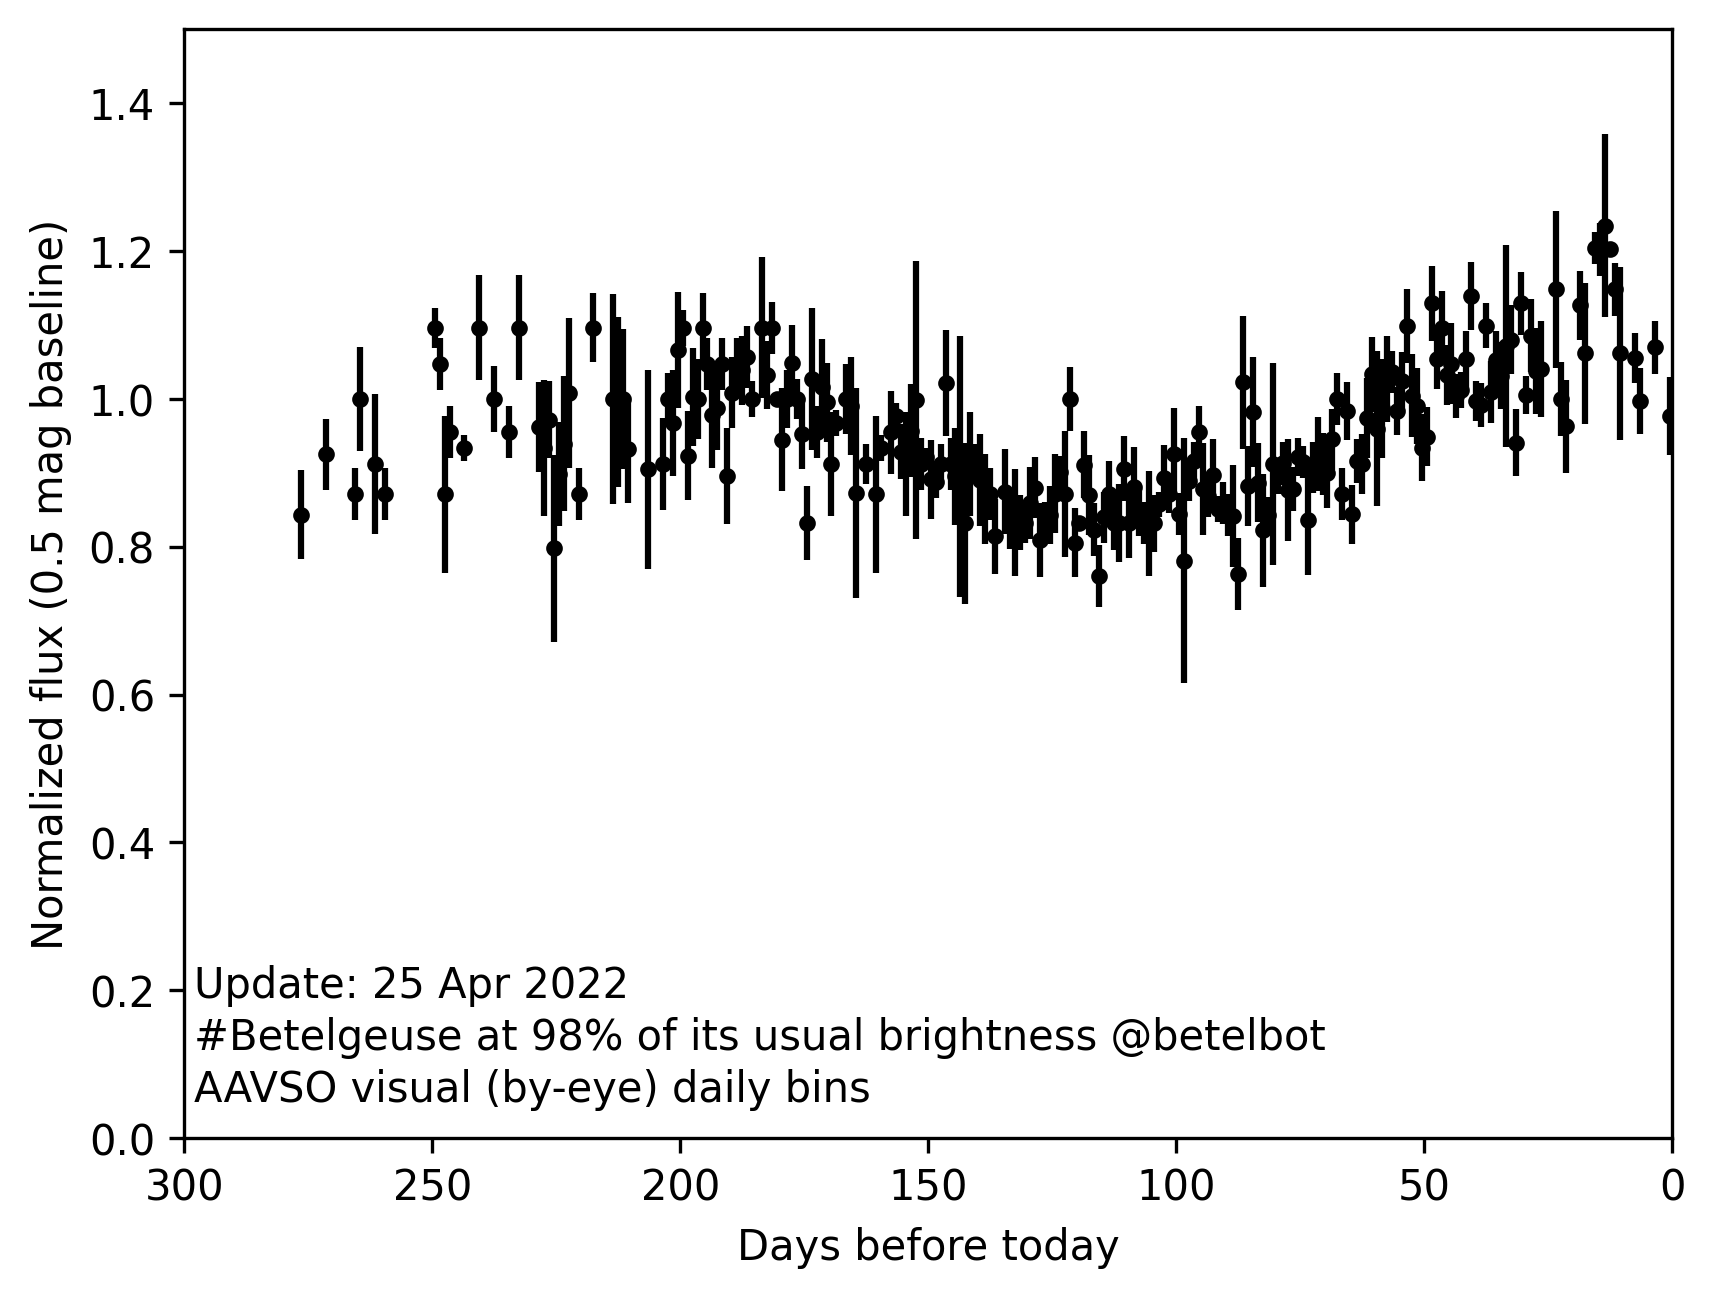 1.4
1.2
1.0
0.8
0.6
0.4
0.2
0.0
Normalized flux (0.5 mag baseline)
Update: 25 Apr 2022
#Betelgeuse at 98% of its usual brightness @betelbot
AAVSO visual (by-eye) daily bins
300 250 200 150 100 50 0
Days before today